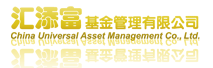 汇添富基金管理有限公司
China Universal Asset Management Co., Ltd.